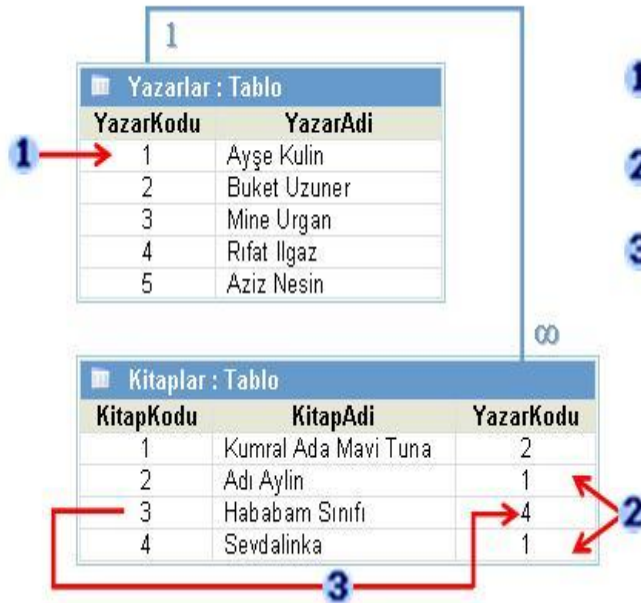 1
Yazarlar : Tablo
YazarKodu YazarAdi
1 1 Ayşe Kulin
2 Buket Uzuner
3 Mine Urgan
4 Rıfat Ilgaz
5 Aziz Nesin
1
2
3
∞
Kitaplar : Tablo
KitapKodu KitapAdi YazarKodu
1 Kumral Ada Mavi Tuna 2
2 Adı Aylin 1
3 Hababam Sınıfı 4 2
4 Sevdalinka 1
3